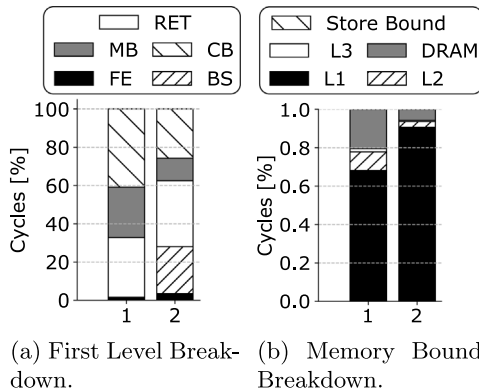 RET
MB CB
FE BS
Cycles [%]
100
80
60
40
20
0
1 2
(a) First Level Break-
down.
Store Bound
L3 DRAM
L1 L2
Cycles [%]
1.0
0.8
0.6
0.4
0.2
0.0
1 2
(b) Memory Bound
Breakdown.